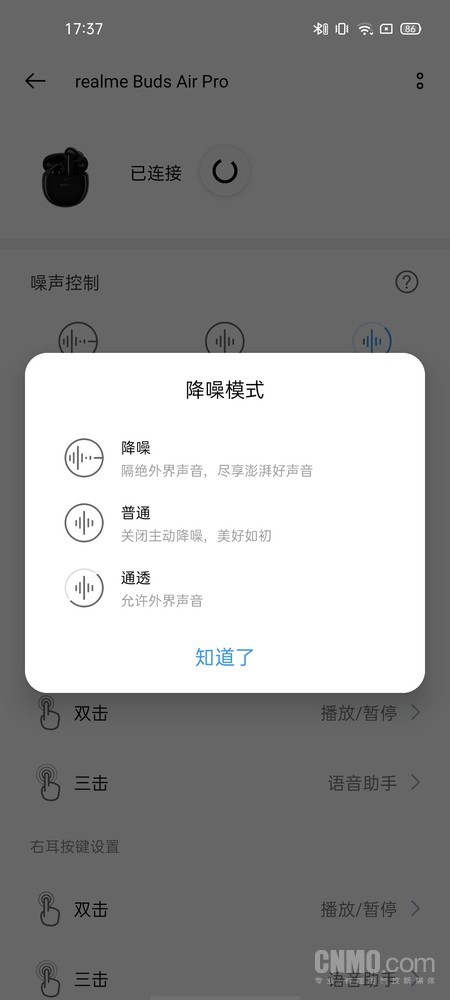 17:37
86
realme Buds Air Pro
已连接
噪声控制
?
降噪模式
降噪
隔绝外界声音，尽享澎湃好声音
普通
关闭主动降噪，美好如初
通透
允许外界声音
知道了
双击 播放/暂停
三击 语音助手
右耳按键设置
双击 播放/暂停
三击 语音助手
CNMO.com